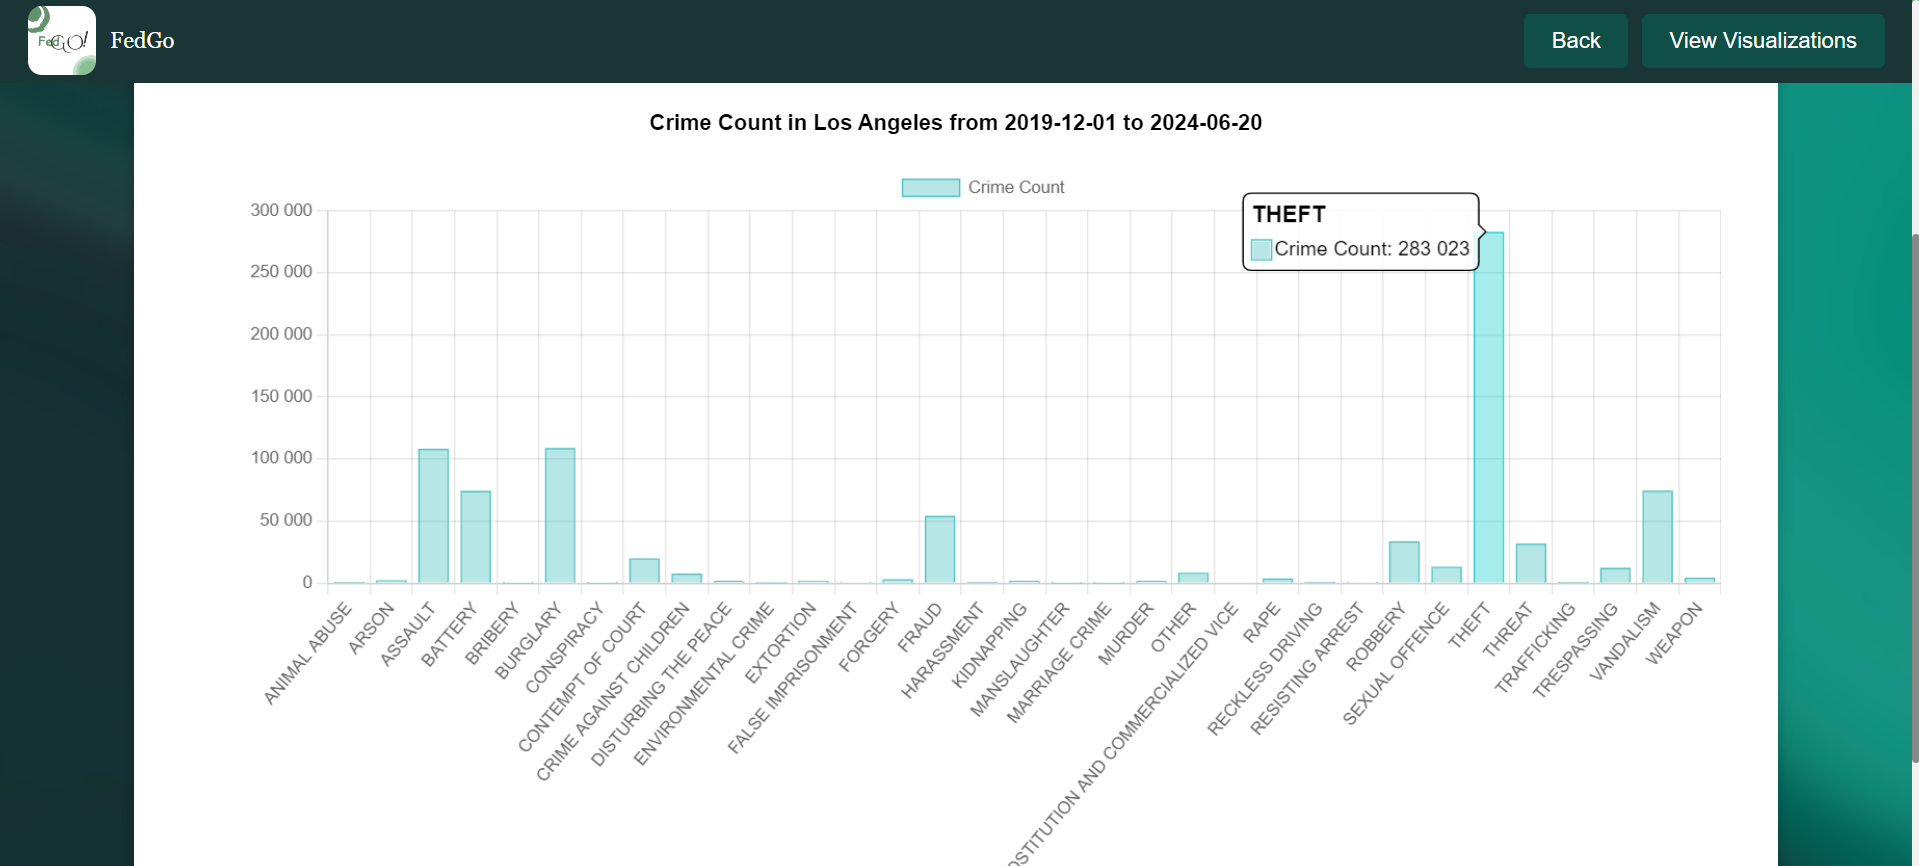 Fed GO!
FedGo
Back
View Visualizations
Crime Count in Los Angeles from 2019-12-01 to 2024-06-20
Crime Count
THEFT
Crime Count: 283 023
300 000
250 000
200 000
150 000
100 000
50 000
0
ANIMAL ABUSE
ARSON
ASSAULT
BATTERY
BRIBERY
BURGLARY
CONSPIRACY
CONTEMPT OF COURT
CRIME AGAINST CHILDREN
DISTURBING THE PEACE
ENVIRONMENTAL CRIME
EXTORTION
FALSE IMPRISONMENT
FORGERY
FRAUD
HARASSMENT
KIDNAPPING
MANSLAUGHTER
MARRIAGE CRIME
MURDER
OTHER
OSTITUTION AND COMMERCIALIZED VICE
RAPE
RECKLESS DRIVING
RESISTING ARREST
ROBBERY
SEXUAL OFFENCE
THEFT
THREAT
TRAFFICKING
TRESPASSING
VANDALISM
WEAPON